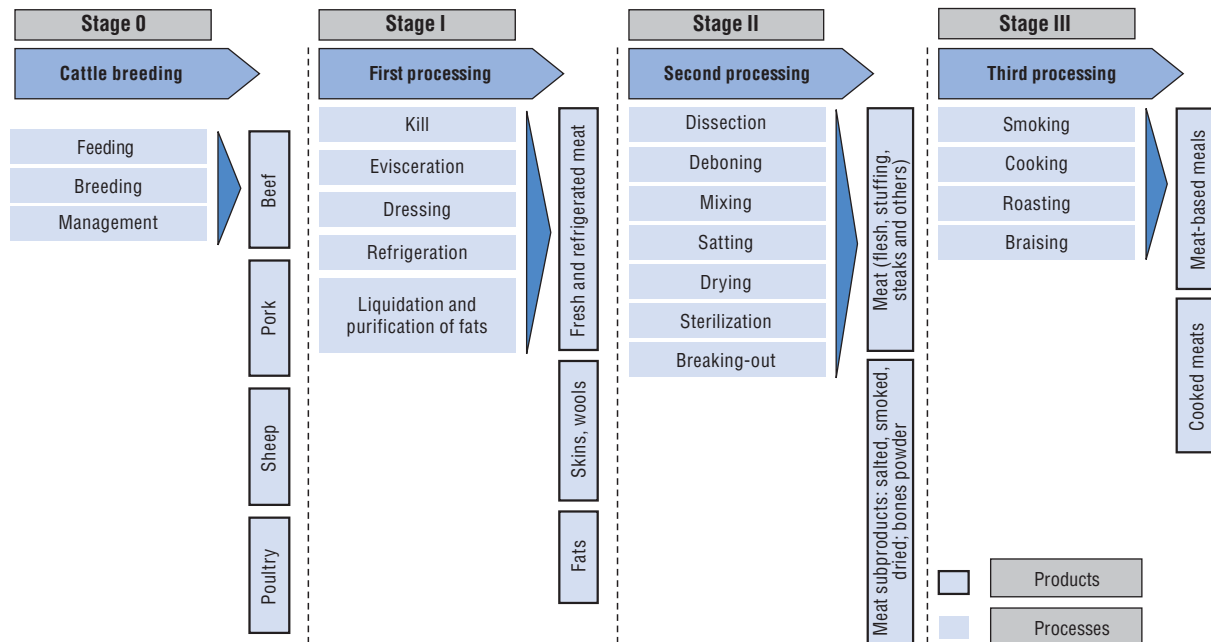 Stage 0
Cattle breeding
Feeding
Breeding
Management
Beef
Pork
Sheep
Poultry
Stage I
First processing
Kill
Evisceration
Dressing
Refrigeration
Liquidation and
purification of fats
Fresh and refrigerated meat
Skins, wools
Fats
Stage II
Second processing
Dissection
Deboning
Mixing
Satting
Drying
Sterilization
Breaking-out
Meat (flesh, stuffing,
steaks and others)
Meat subproducts: salted, smoked,
dried; bones powder
Stage III
Third processing
Smoking
Cooking
Roasting
Braising
Meat-based meals
Cooked meats
Products
Processes